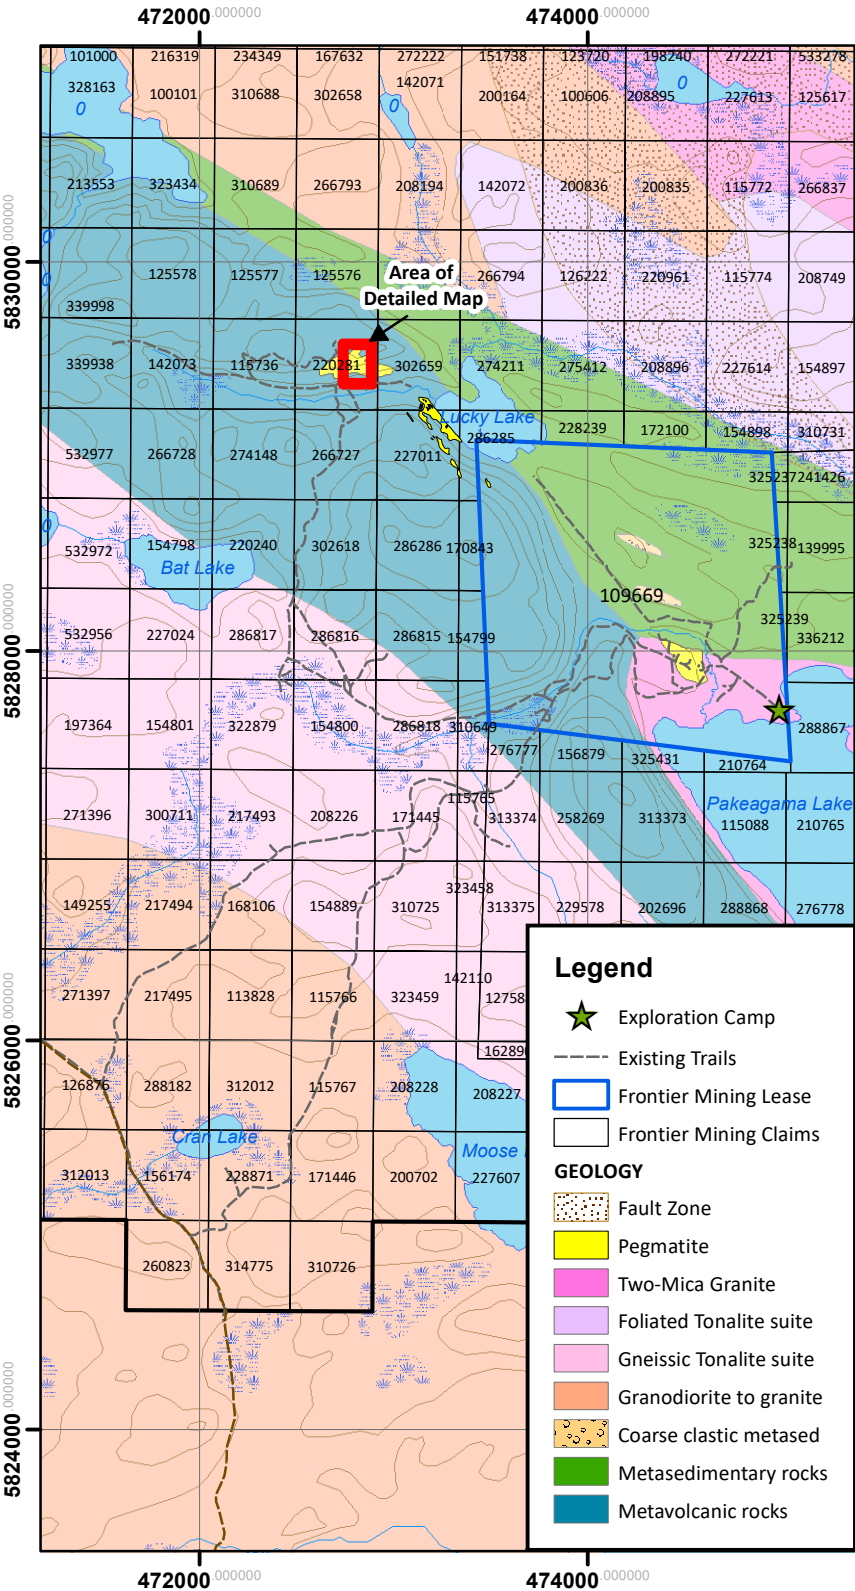 472000.000000 474000.000000
101000 216319 234349 167632 272222 151738 123720 198240 272221 533278
328163 100101 310688 302658 142071 200164 100606 208895 227613 125617
0 0 0
213553 323434 310689 266793 208194 142072 200836 200835 115772 266837
0
5830000.000000
125578 125577 125576 266794 126222 220961 115774 208749
0
Area of
Detailed Map
339998
339938 142073 115736 220281 302659 274211 275412 208896 227614 154897
Lucky Lake
286285 228239 172100 154898 310731
532977 266728 274148 266727 227011
325237 241426
0
532972 154798 220240 302618 286286 170843 325238 139995
Bat Lake
109669
325239
532956 227024 286817 286816 286815 154799 336212
5828000.000000
197364 154801 322879 154800 286818 310649 288867
276777 156879 325431 210764
115765
Pakeagama Lake
271396 300711 217493 208226 171445 313374 258269 313373 115088 210765
323458
149255 217494 168106 154889 310725 313375 229578 202696 288868 276778
142110
271397 217495 113828 115766 323459 12758
5826000.000000
16289
126876 288182 312012 115767 208228 208227
Cran Lake
Moose
312013 156174 228871 171446 200702 227607
260823 314775 310726
5824000.000000
Legend
Exploration Camp
Existing Trails
Frontier Mining Lease
Frontier Mining Claims
GEOLOGY
Fault Zone
Pegmatite
Two-Mica Granite
Foliated Tonalite suite
Gneissic Tonalite suite
Granodiorite to granite
Coarse clastic metased
Metasedimentary rocks
Metavolcanic rocks
472000.000000 474000.000000